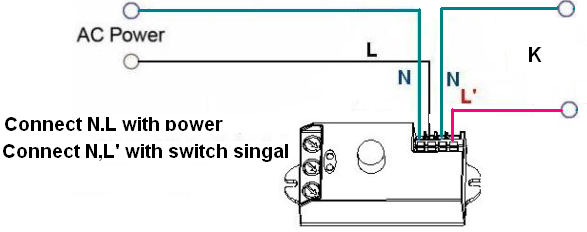 AC Power
L
K
N
N
L'
Connect N.L with power
Connect N,L' with switch singal